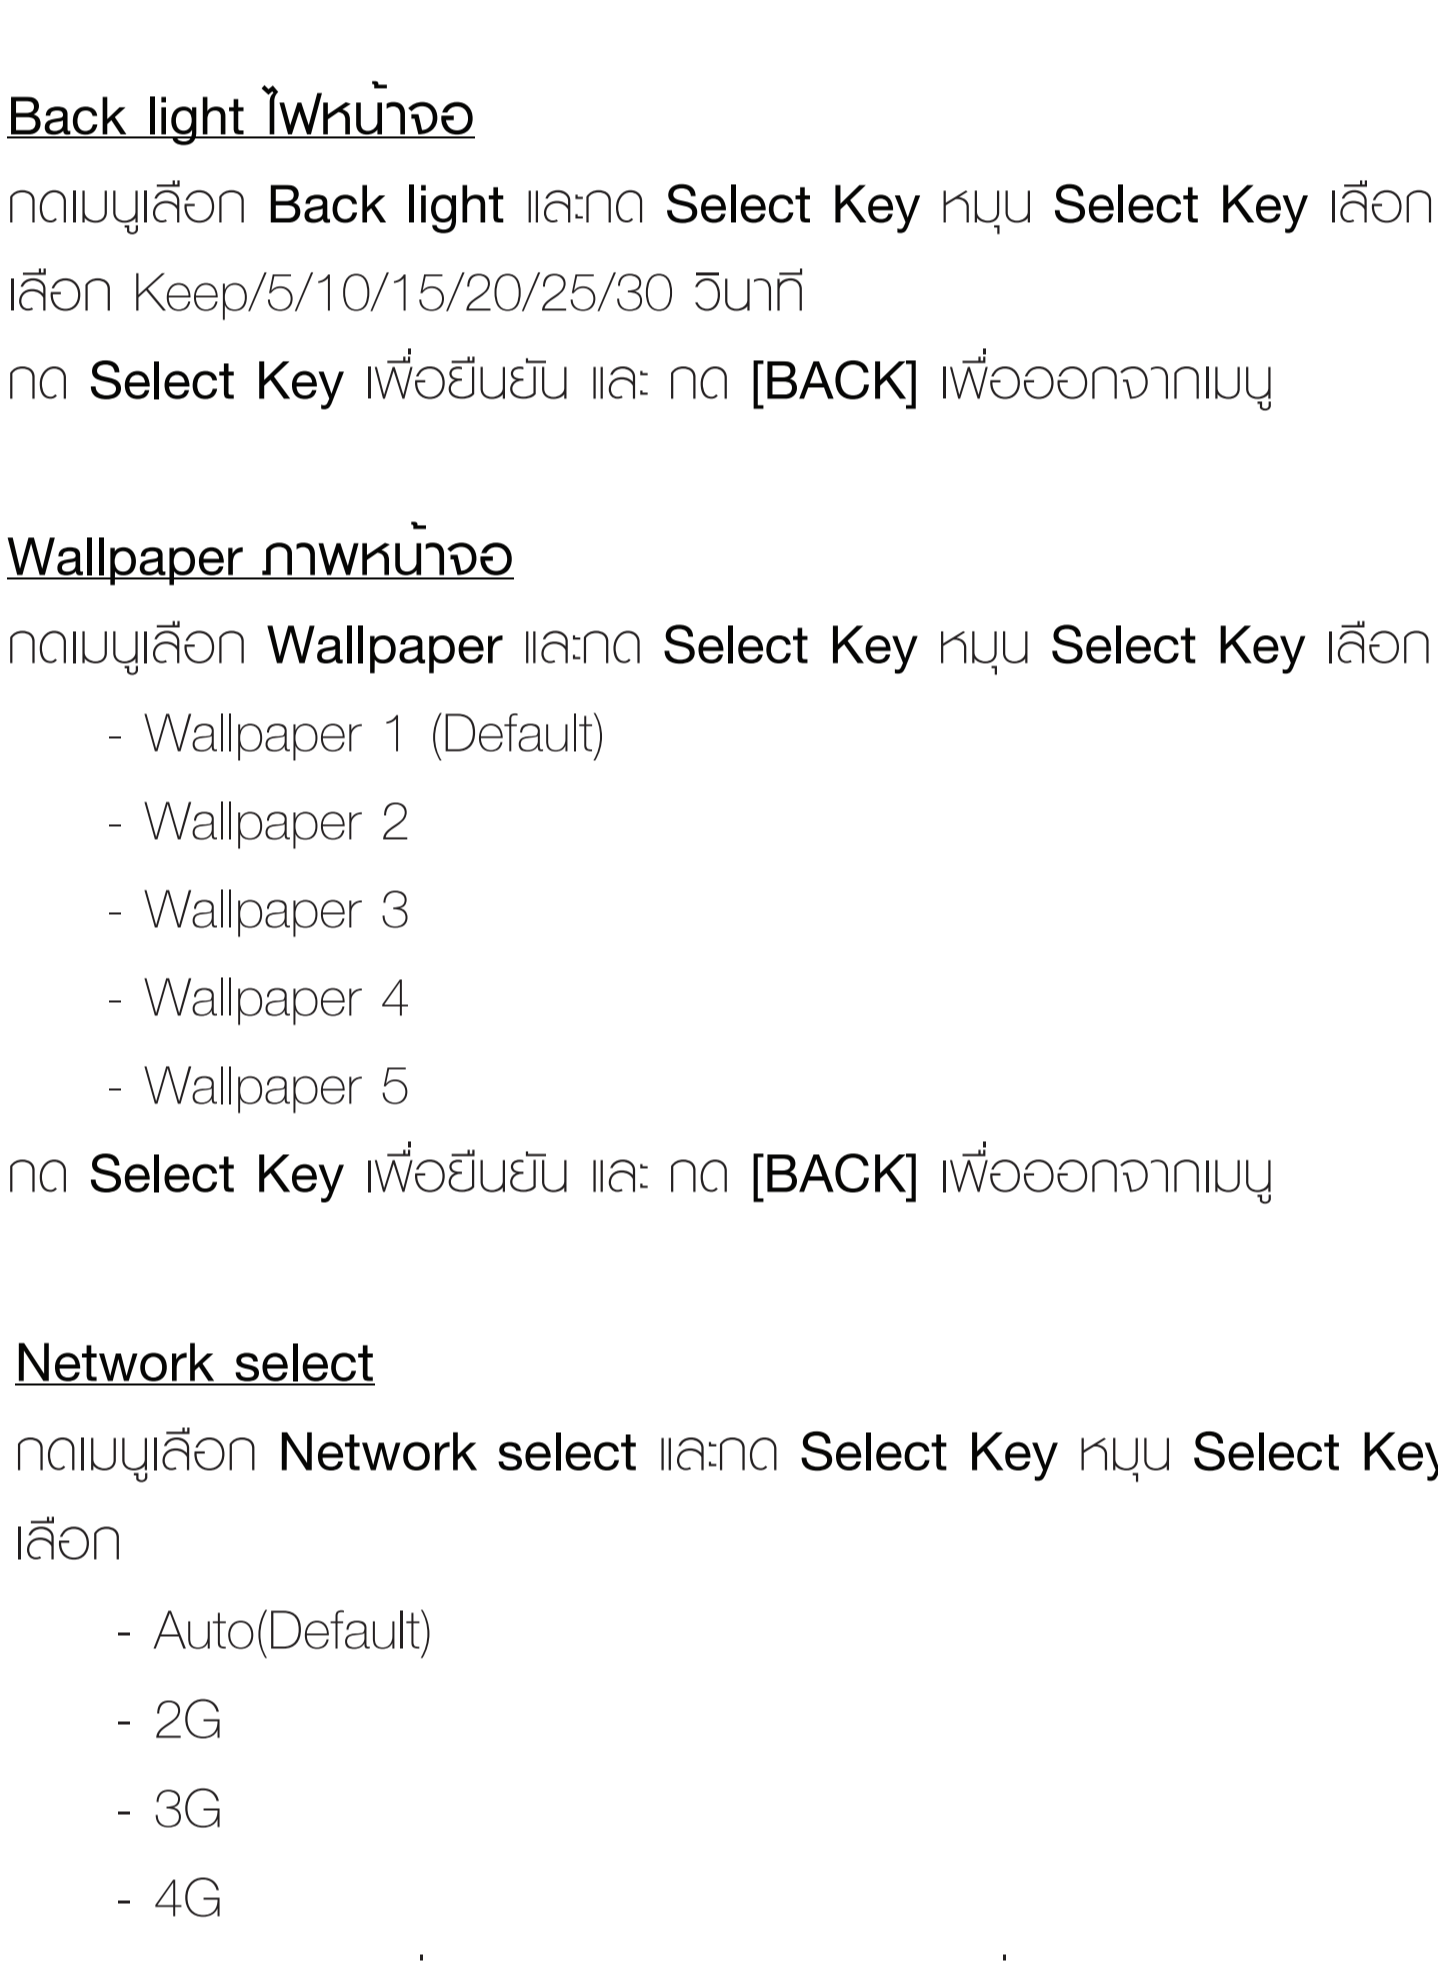 Back light ไฟหน้าจอ
กดเมนูเลือก Back light และกด Select Key หมุน Select Key เลือก
เลือก Keep/5/10/15/20/25/30 วินาที
กด Select Key เพื่อยืนยัน และ กด [BACK] เพื่อออกจากเมนู
Wallpaper ภาพหน้าจอ
กดเมนูเลือก Wallpaper และกด Select Key หมุน Select Key เลือก
- Wallpaper 1 (Default)
- Wallpaper 2
- Wallpaper 3
- Wallpaper 4
- Wallpaper 5
กด Select Key เพื่อยืนยัน และ กด [BACK] เพื่อออกจากเมนู
Network select
กดเมนูเลือก Network select และกด Select Key หมุน Select Key
เลือก
- Auto(Default)
- 2G
- 3G
- 4G